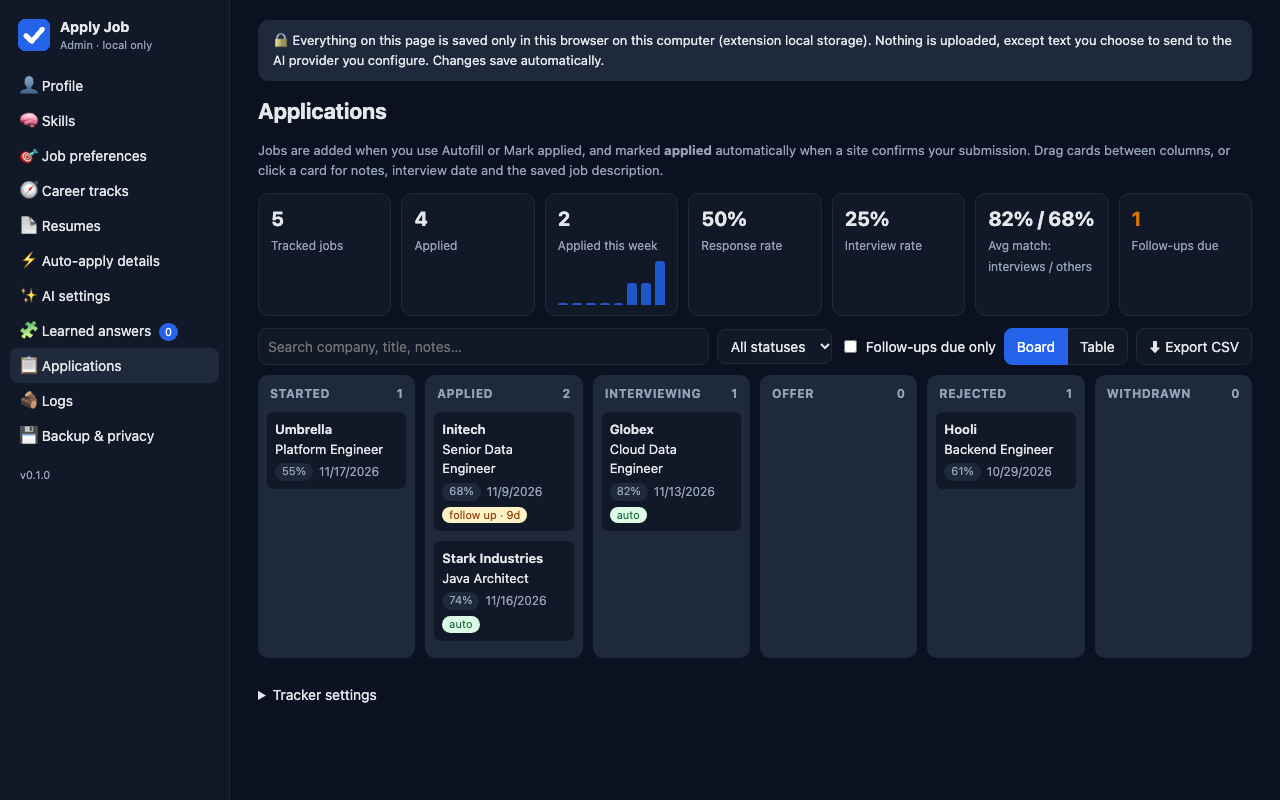 Apply Job
Admin · local only
Profile
Skills
Job preferences
Career tracks
Resumes
Auto-apply details
AI settings
Learned answers 0
Applications
Logs
Backup & privacy
v0.1.0
Everything on this page is saved only in this browser on this computer (extension local storage). Nothing is uploaded, except text you choose to send to the
AI provider you configure. Changes save automatically.
Applications
Jobs are added when you use Autofill or Mark applied, and marked applied automatically when a site confirms your submission. Drag cards between columns, or
click a card for notes, interview date and the saved job description.
5
Tracked jobs
4
Applied
2
Applied this week
50%
Response rate
25%
Interview rate
82% / 68%
Avg match:
interviews / others
1
Follow-ups due
Search company, title, notes...
All statuses
Follow-ups due only
Board
Table
⬇ Export CSV
STARTED 1
Umbrella
Platform Engineer
55% 11/17/2026
APPLIED 2
Initech
Senior Data
Engineer
68% 11/9/2026
follow up · 9d
Stark Industries
Java Architect
74% 11/16/2026
auto
INTERVIEWING 1
Globex
Cloud Data
Engineer
82% 11/13/2026
auto
OFFER 0
REJECTED 1
Hooli
Backend Engineer
61% 10/29/2026
WITHDRAWN 0
Tracker settings